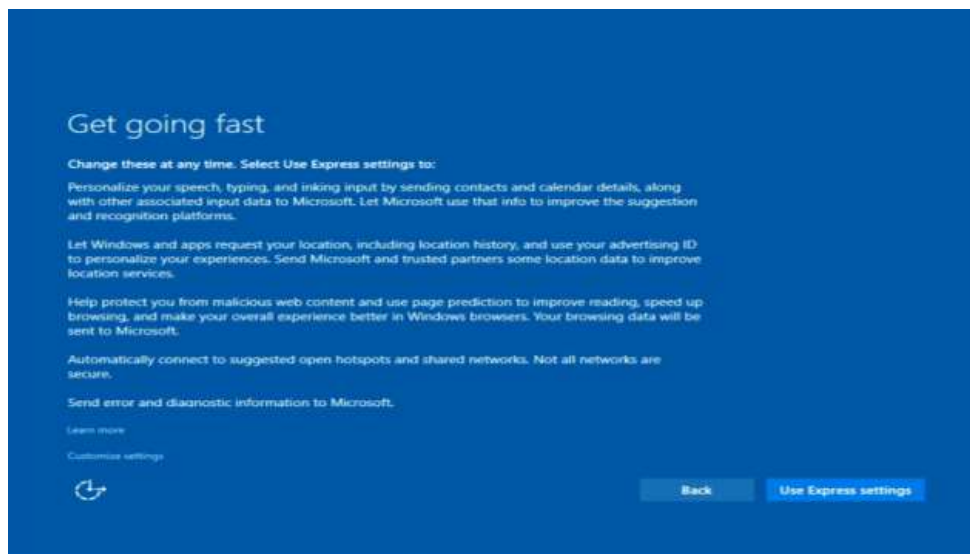 Get going fast
Change these at any time. Select Use Express settings to:
Personalize your speech, typing, and inking input by sending contacts and calendar details, along
with other associated input data to Microsoft. Let Microsoft use that info to improve the suggestion
and recognition platforms.
Let Windows and apps request your location, including location history, and use your advertising ID
to personalize your experiences. Send Microsoft and trusted partners some location data to improve
location services.
Help protect you from malicious web content and use page prediction to improve reading, speed up
browsing, and make your overall experience better in Windows browsers. Your browsing data will be
sent to Microsoft.
Automatically connect to suggested open hotspots and shared networks. Not all networks are
secure.
Send error and diagnostic information to Microsoft.
Learn more
Customize settings
Back
Use Express settings